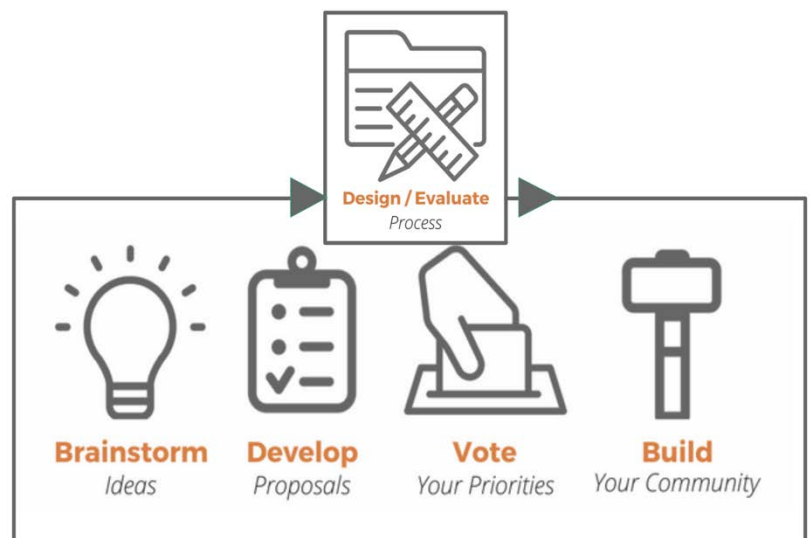 Design / Evaluate
Process
Brainstorm
Ideas
Develop
Proposals
Vote
Your Priorities
Build
Your Community